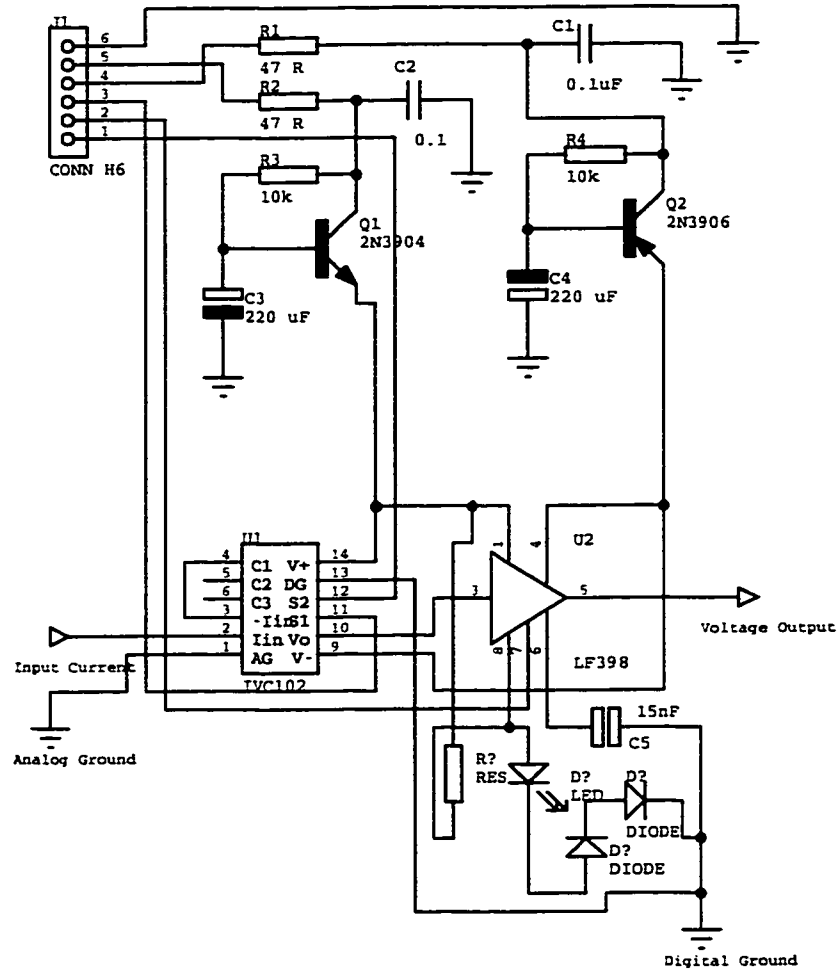 J1
6
5
4
3
2
1
CONN H6
R1
47 R
R2
47 R
C2
0.1
C1
0.1uF
R3
10k
R4
10k
Q1
2N3904
Q2
2N3906
C3
220 uF
C4
220 uF
U1
4 C1 V+ 14
5 C2 DG 13
6 C3 S2 12
3 -Iin S1 11
2 Iin Vo 10
1 AG V- 9
IVC102
Input Current
Analog Ground
1
4
U2
3
5
8
7
6
LF398
Voltage Output
15nF
C5
R?
RES
D?
LED
D?
DIODE
D?
DIODE
Digital Ground